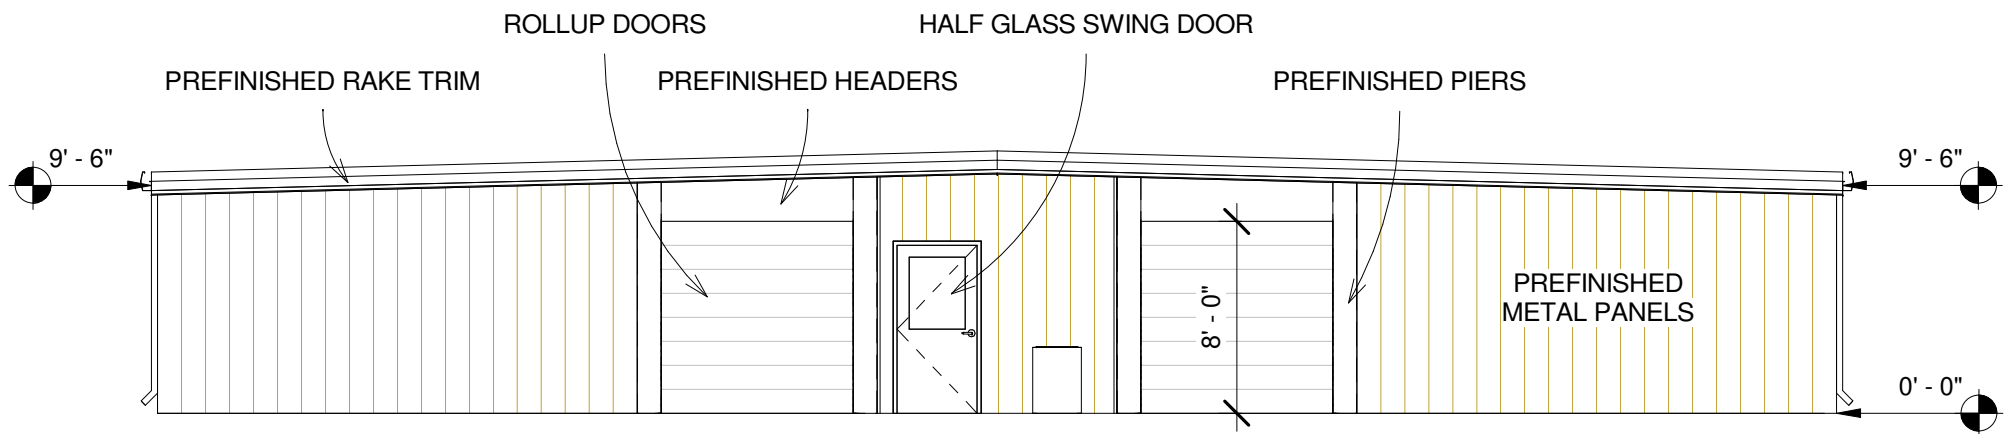 ROLLUP DOORS
HALF GLASS SWING DOOR
PREFINISHED RAKE TRIM
PREFINISHED HEADERS
PREFINISHED PIERS
9' - 6"
9' - 6"
PREFINISHED
METAL PANELS
8' - 0"
0' - 0"